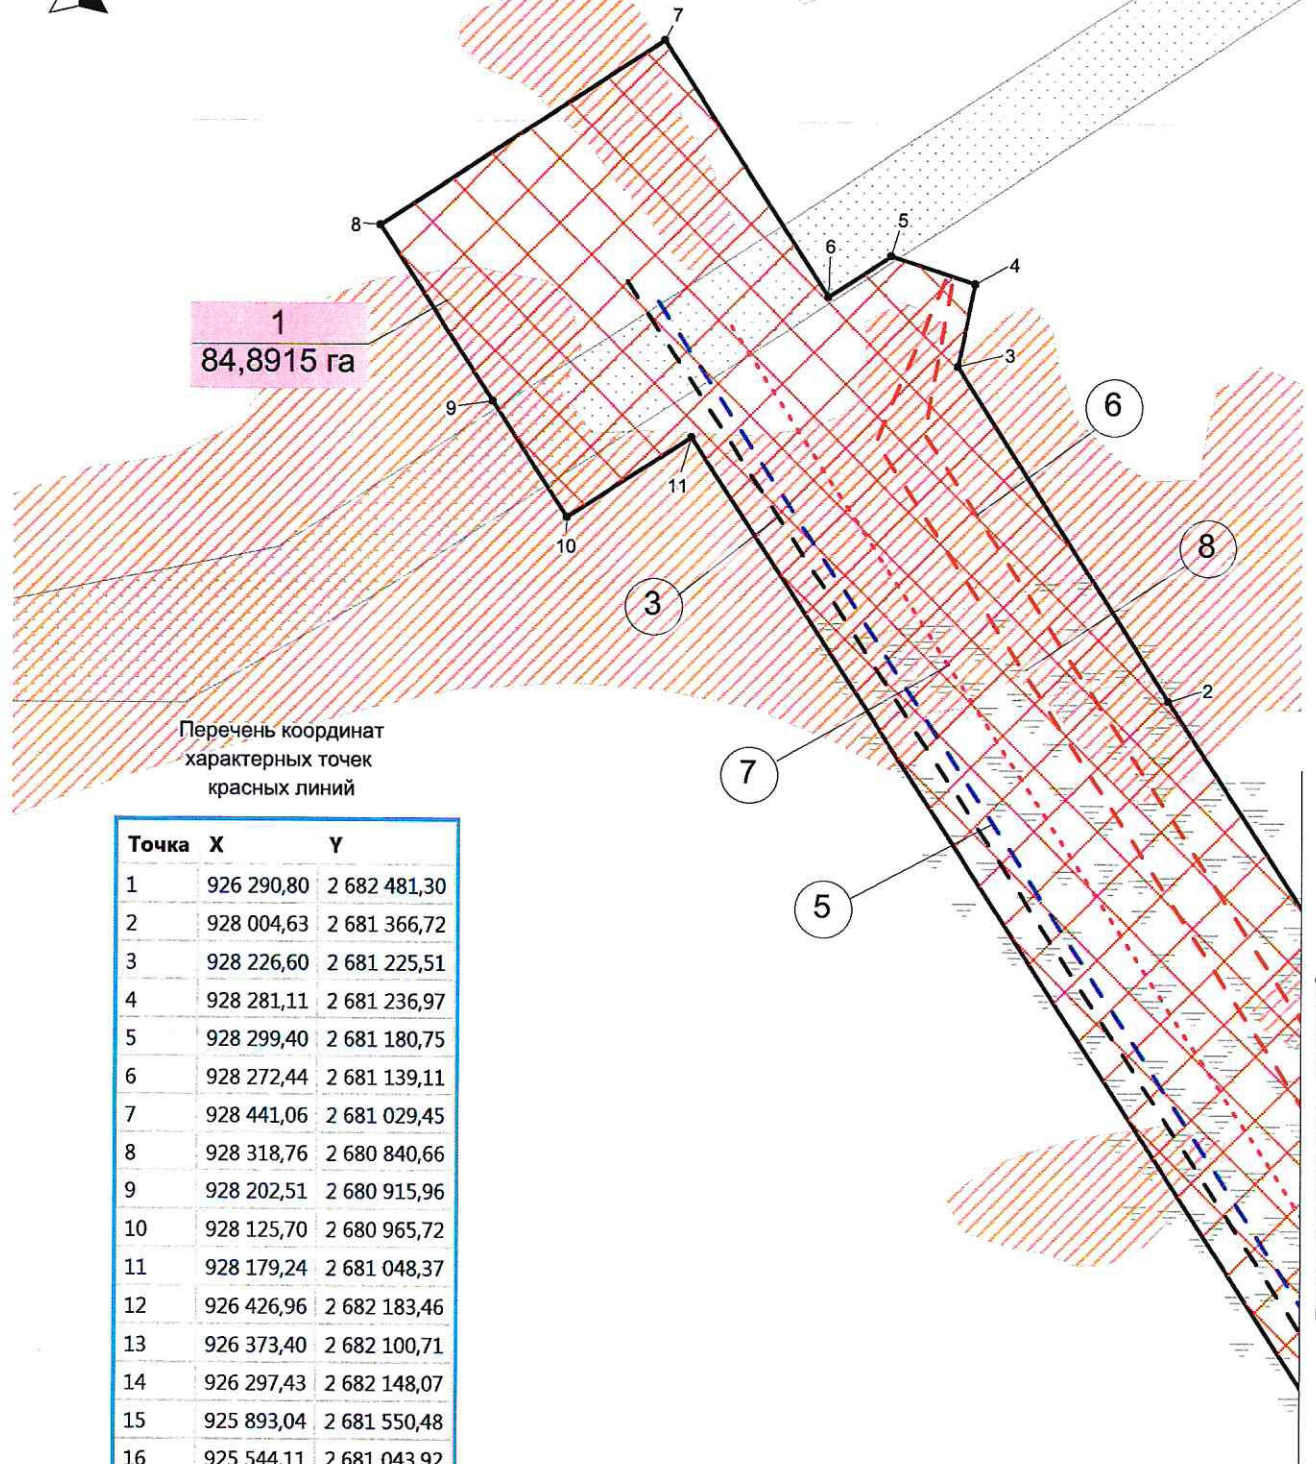 7
8
5
6
4
1
84,8915 га
3
9
6
11
10
8
3
2
Перечень координат
характерных точек
красных линий
7
5
Точка X Y
1 926 290,80 2 682 481,30
2 928 004,63 2 681 366,72
3 928 226,60 2 681 225,51
4 928 281,11 2 681 236,97
5 928 299,40 2 681 180,75
6 928 272,44 2 681 139,11
7 928 441,06 2 681 029,45
8 928 318,76 2 680 840,66
9 928 202,51 2 680 915,96
10 928 125,70 2 680 965,72
11 928 179,24 2 681 048,37
12 926 426,96 2 682 183,46
13 926 373,40 2 682 100,71
14 926 297,43 2 682 148,07
15 925 893,04 2 681 550,48
16 925 544,11 2 681 043,92